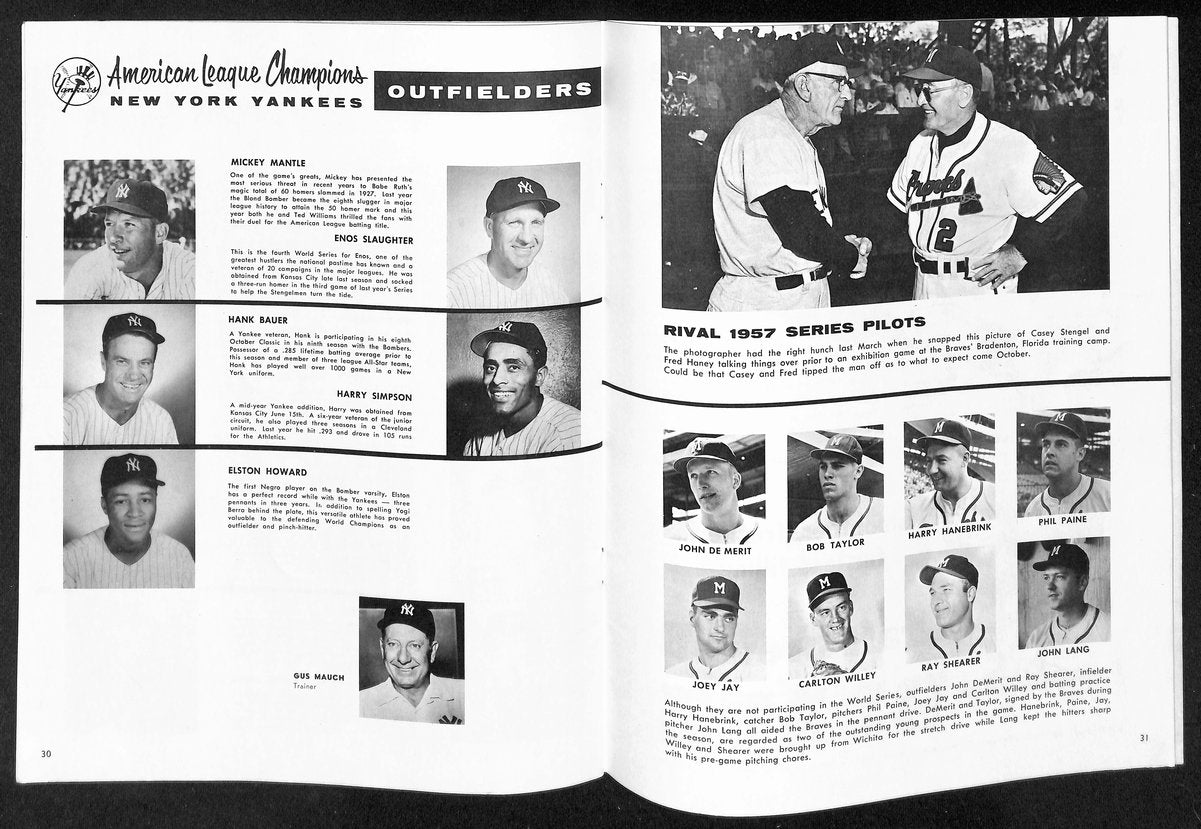 Yankees
American League Champions
NEW YORK YANKEES
OUTFIELDERS
MICKEY MANTLE
One of the game's greats, Mickey has presented the
most serious threat in recent years to Babe Ruth's
magic total of 60 homers slammed in 1927. Last year
the Blond Bomber became the eighth slugger in major
league history to attain the 50 homer mark and this
year both he and Ted Williams thrilled the fans with
their duel for the American League batting title.
ENOS SLAUGHTER
This is the fourth World Series for Enos, one of the
greatest hustlers the national pastime has known and a
veteran of 20 campaigns in the major leagues. He was
obtained from Kansas City late last season and socked
a three-run homer in the third game of last year's Series
to help the Stengelmen turn the tide.
HANK BAUER
A Yankee veteran, Hank is participating in his eighth
October Classic in his ninth season with the Bombers.
Possessor of a .285 lifetime batting average prior to
this season and member of three league All-Star teams,
Hank has played well over 1000 games in a New
York uniform.
HARRY SIMPSON
A mid-year Yankee addition, Harry was obtained from
Kansas City June 15th. A six-year veteran of the junior
circuit, he also played three seasons in a Cleveland
uniform. Last year he hit .293 and drove in 105 runs
for the Athletics.
ELSTON HOWARD
The first Negro player on the Bomber varsity, Elston
has a perfect record while with the Yankees — three
pennants in three years. In addition to spelling Yogi
Berra behind the plate, this versatile athlete has proved
valuable to the defending World Champions as an
outfielder and pinch-hitter.
GUS MAUCH
Trainer
30
Braves
2
RIVAL 1957 SERIES PILOTS
The photographer had the right hunch last March when he snapped this picture of Casey Stengel and
Fred Haney talking things over prior to an exhibition game at the Braves' Bradenton, Florida training camp.
Could be that Casey and Fred tipped the man off as to what to expect come October.
JOHN DE MERIT
BOB TAYLOR
HARRY HANEBRINK
PHIL PAINE
JOEY JAY
CARLTON WILLEY
RAY SHEARER
JOHN LANG
Although they are not participating in the World Series, outfielders John DeMerit and Ray Shearer, infielder
Harry Hanebrink, catcher Bob Taylor, pitchers Phil Paine, Joey Jay and Carlton Willey and batting practice
pitcher John Lang all aided the Braves in the pennant drive. DeMerit and Taylor, signed by the Braves during
the season, are regarded as two of the outstanding young prospects in the game. Hanebrink, Paine, Jay,
Willey and Shearer were brought up from Wichita for the stretch drive while Lang kept the hitters sharp
with his pre-game pitching chores.
31